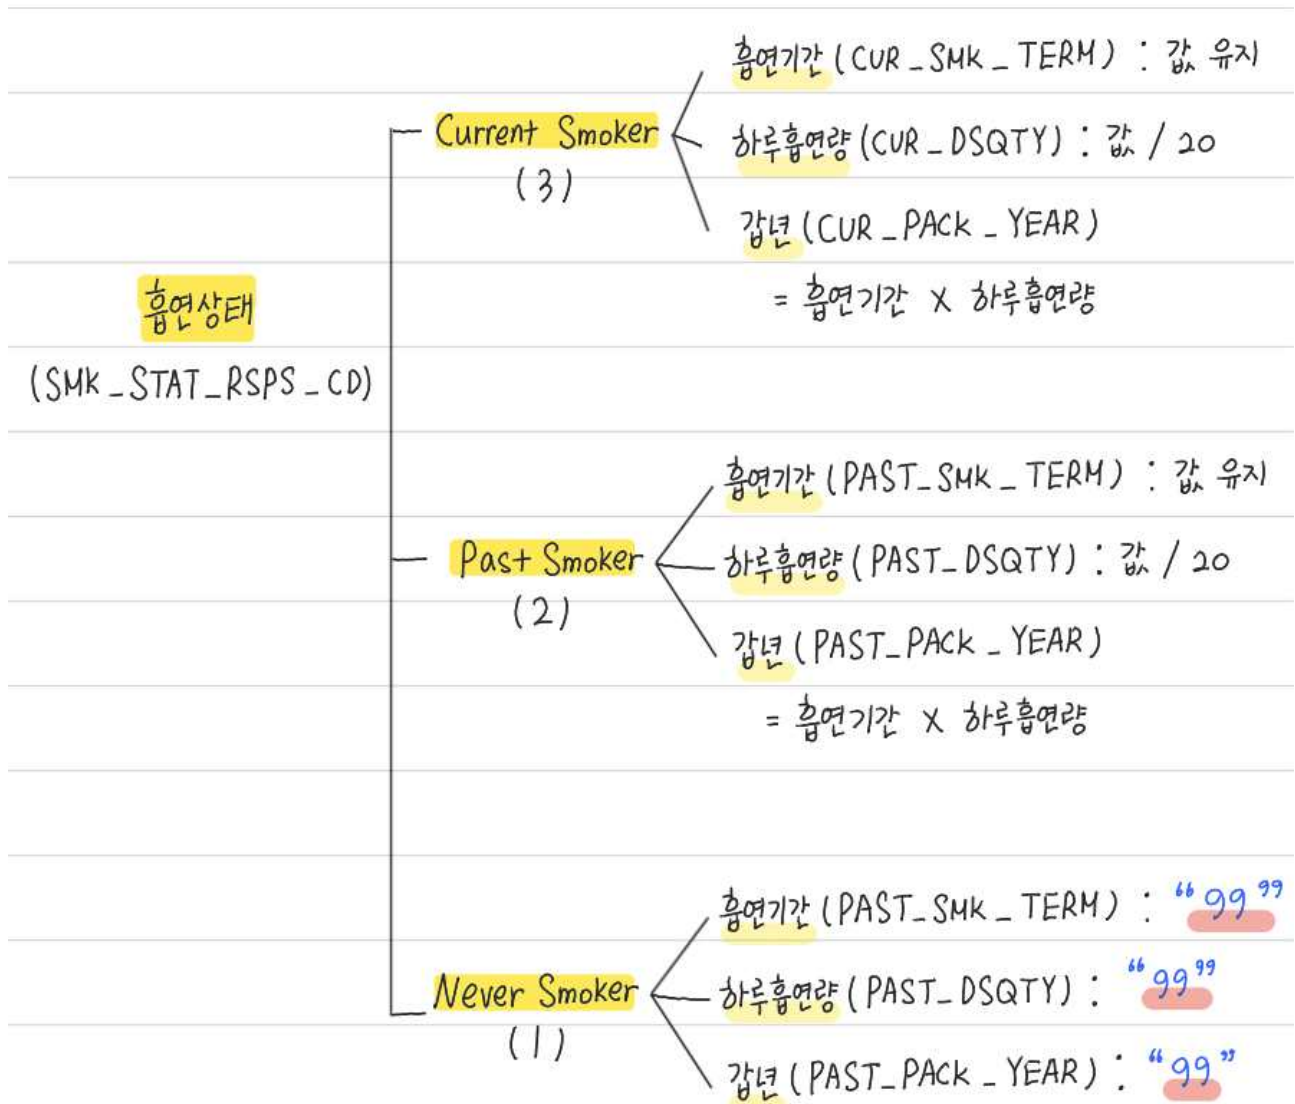 흡연상태
(SMK_STAT_RSPS_CD)
Current Smoker
(3)
흡연기간 (CUR_SMK_TERM) : 값 유지
하루흡연량 (CUR_DSQTY) : 값 / 20
갑년 (CUR_PACK_YEAR)
= 흡연기간 X 하루흡연량
Past Smoker
(2)
흡연기간 (PAST_SMK_TERM) : 값 유지
하루흡연량 (PAST_DSQTY) : 값 / 20
갑년 (PAST_PACK_YEAR)
= 흡연기간 X 하루흡연량
Never Smoker
(1)
흡연기간 (PAST_SMK_TERM) : “99”
하루흡연량 (PAST_DSQTY) : “99”
갑년 (PAST_PACK_YEAR) : “99”